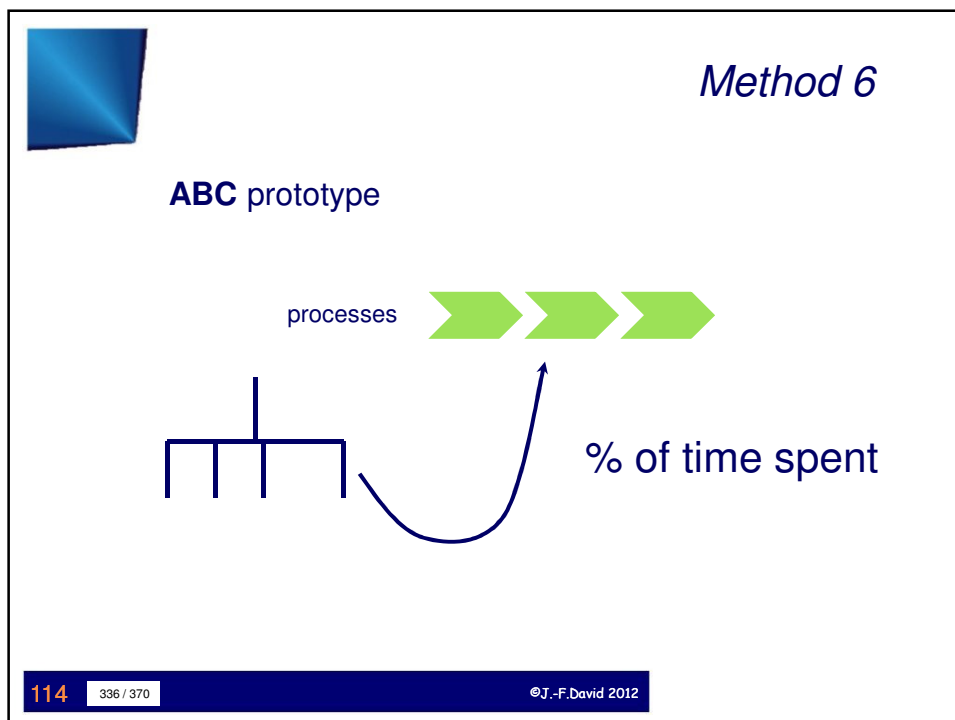 Method 6
ABC prototype
processes
% of time spent
114
336 / 370
©J.-F.David 2012